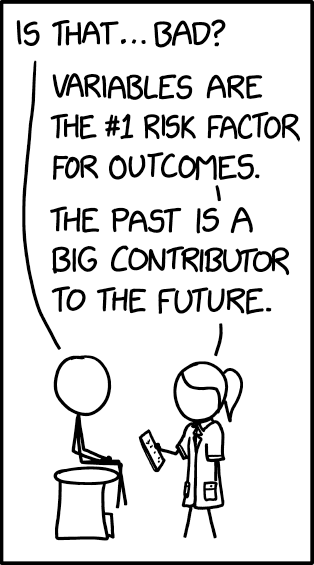 IS THAT... BAD?
VARIABLES ARE
THE #1 RISK FACTOR
FOR OUTCOMES.
THE PAST IS A
BIG CONTRIBUTOR
TO THE FUTURE.